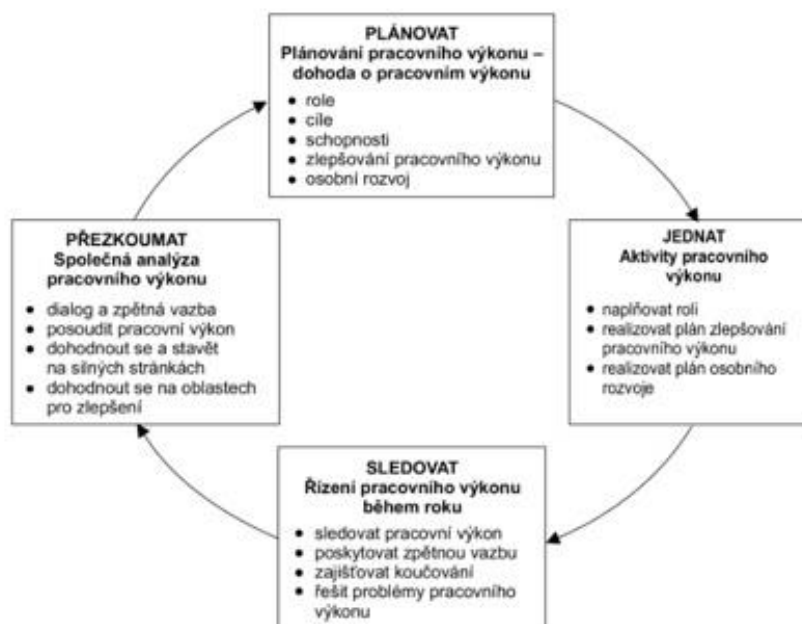 PLÁNOVAT
Plánování pracovního výkonu –
dohoda o pracovním výkonu
● role
● cíle
● schopnosti
● zlepšování pracovního výkonu
● osobní rozvoj
PŘEZKOUMAT
Společná analýza
pracovního výkonu
● dialog a zpětná vazba
● posoudit pracovní výkon
● dohodnout se a stavět
na silných stránkách
● dohodnout se na oblastech
pro zlepšení
JEDNAT
Aktivity pracovního
výkonu
● naplňovat roli
● realizovat plán zlepšování
pracovního výkonu
● realizovat plán osobního
rozvoje
SLEDOVAT
Řízení pracovního výkonu
během roku
● sledovat pracovní výkon
● poskytovat zpětnou vazbu
● zajišťovat koučování
● řešit problémy pracovního
výkonu